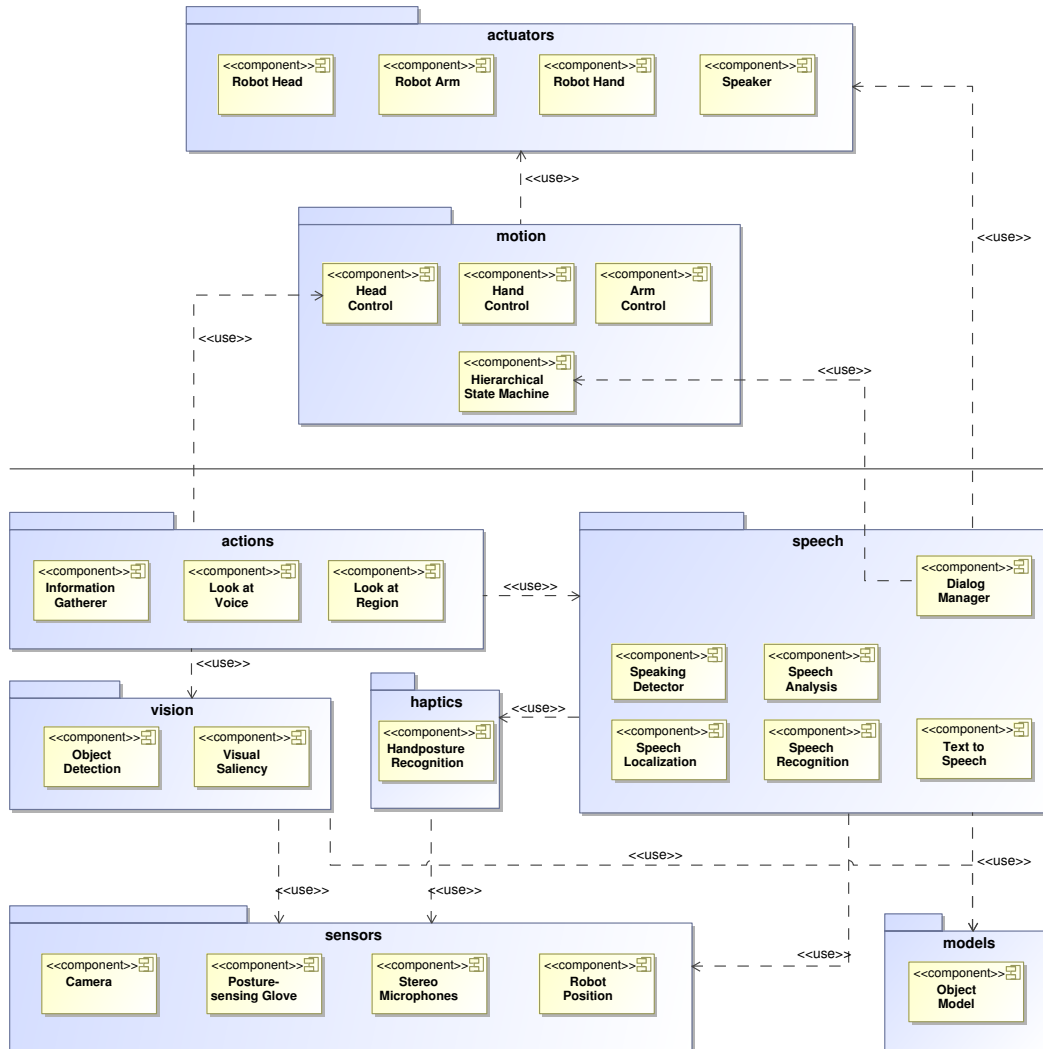 actuators
<<component>> <<component>> <<component>> <<component>>
Robot Head Robot Arm Robot Hand Speaker
<<use>>
motion
<<use>>
<<component>> <<component>> <<component>>
Head Hand Arm
Control Control Control
<<use>>
<<component>>
<<use>>
Hierarchical
State Machine
actions
speech
<<component>> <<component>> <<component>>
Information Look at Look at
Gatherer Voice Region
<<component>>
Dialog
Manager
<<use>>
<<use>>
<<component>> <<component>>
Speaking Speech
Detector Analysis
vision
haptics
<<use>>
<<component>> <<component>>
Object Visual
Detection Saliency
<<component>>
Handposture
Recognition
<<component>> <<component>> <<component>>
Speech Speech Text to
Localization Recognition Speech
<<use>>
<<use>>
<<use>>
<<use>>
sensors
<<use>>
models
<<component>> <<component>> <<component>> <<component>>
Camera Posture- Stereo Robot
sensing Glove Microphones Position
<<component>>
Object
Model